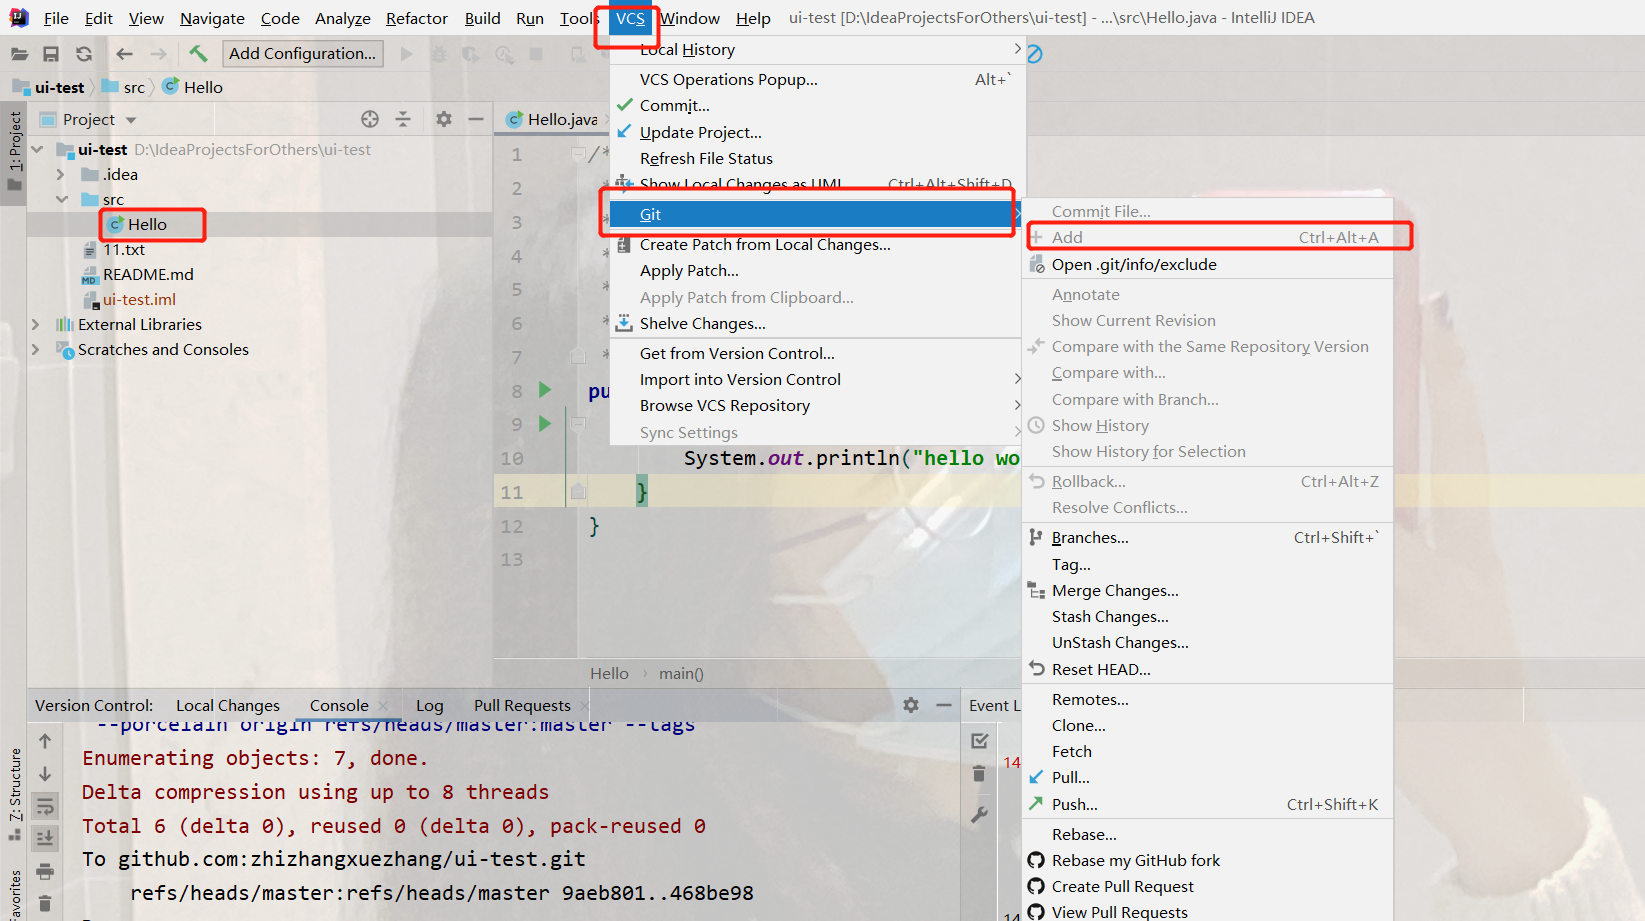 File Edit View Navigate Code Analyze Refactor Build Run Tools VCS Window Help ui-test [D:\IdeaProjectsForOthers\ui-test] - ...\src\Hello.java - IntelliJ IDEA
Add Configuration...
ui-test src Hello
1: Project
Project
ui-test D:\IdeaProjectsForOthers\ui-test
.idea
src
Hello
11.txt
README.md
ui-test.iml
External Libraries
Scratches and Consoles
Hello.java
1 /*
2 *
3 *
4 *
5 *
6 *
7 *
8 pu
9
10 System.out.println("hello wo
11 }
12 }
13
Hello › main()
Local History
VCS Operations Popup... Alt+`
Commit...
Update Project...
Refresh File Status
Show Local Changes as UML Ctrl+Alt+Shift+D
Git
Create Patch from Local Changes...
Apply Patch...
Apply Patch from Clipboard...
Shelve Changes...
Get from Version Control...
Import into Version Control
Browse VCS Repository
Sync Settings
Commit File...
Add Ctrl+Alt+A
Open .git/info/exclude
Annotate
Show Current Revision
Compare with the Same Repository Version
Compare with...
Compare with Branch...
Show History
Show History for Selection
Rollback... Ctrl+Alt+Z
Resolve Conflicts...
Branches... Ctrl+Shift+`
Tag...
Merge Changes...
Stash Changes...
UnStash Changes...
Reset HEAD...
Remotes...
Clone...
Fetch
Pull...
Push... Ctrl+Shift+K
Rebase...
Rebase my GitHub fork
Create Pull Request
View Pull Requests
Version Control: Local Changes Console Log Pull Requests
Event L
--porcelain origin refs/heads/master:master --tags
Enumerating objects: 7, done.
Delta compression using up to 8 threads
Total 6 (delta 0), reused 0 (delta 0), pack-reused 0
To github.com:zhizhangxuezhang/ui-test.git
refs/heads/master:refs/heads/master 9aeb801..468be98
14
14
7: Structure
Favorites